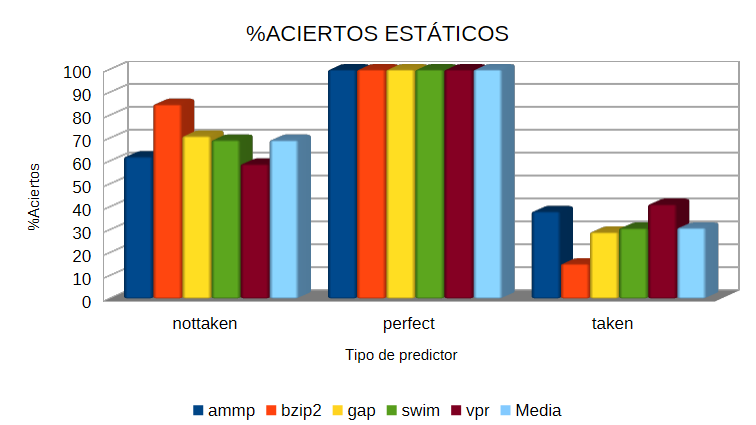 %ACIERTOS ESTÁTICOS
%Aciertos
100
90
80
70
60
50
40
30
20
10
0
nottaken perfect taken
Tipo de predictor
ammp bzip2 gap swim vpr Media